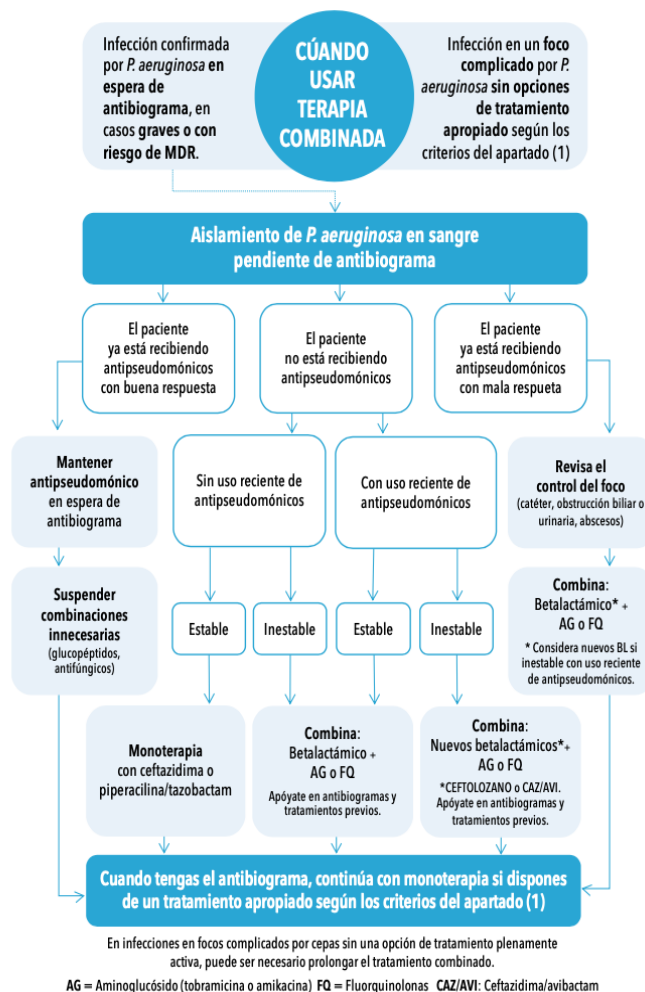 Infección confirmada
por P. aeruginosa en
espera de
antibiograma, en
casos graves o con
riesgo de MDR.
CÚANDO
USAR
TERAPIA
COMBINADA
Infección en un foco
complicado por P.
aeruginosa sin opciones
de tratamiento
apropiado según los
criterios del apartado (1)
Aislamiento de P. aeruginosa en sangre
pendiente de antibiograma
El paciente
ya está recibiendo
antipseudomónicos
con buena respuesta
El paciente
no está recibiendo
antipseudomónicos
El paciente
ya está recibiendo
antipseudomónicos
con mala respueta
Mantener
antipseudomónico
en espera de
antibiograma
Sin uso reciente de
antipseudomónicos
Con uso reciente de
antipseudomónicos
Revisa el
control del foco
(catéter, obstrucción biliar o
urinaria, abscesos)
Suspender
combinaciones
innecesarias
(glucopéptidos,
antifúngicos)
Estable
Inestable
Estable
Inestable
Combina:
Betalactámico* +
AG o FQ
* Considera nuevos BL si
inestable con uso reciente
de antipseudomónicos.
Monoterapia
con ceftazidima o
piperacilina/tazobactam
Combina:
Betalactámico +
AG o FQ
Apóyate en antibiogramas y
tratamientos previos.
Combina:
Nuevos betalactámicos*+
AG o FQ
*CEFTOLOZANO o CAZ/AVI.
Apóyate en antibiogramas y
tratamientos previos.
Cuando tengas el antibiograma, continúa con monoterapia si dispones
de un tratamiento apropiado según los criterios del apartado (1)
En infecciones en focos complicados por cepas sin una opción de tratamiento plenamente
activa, puede ser necesario prolongar el tratamiento combinado.
AG = Aminoglucósido (tobramicina o amikacina) FQ = Fluorquinolonas CAZ/AVI: Ceftazidima/avibactam